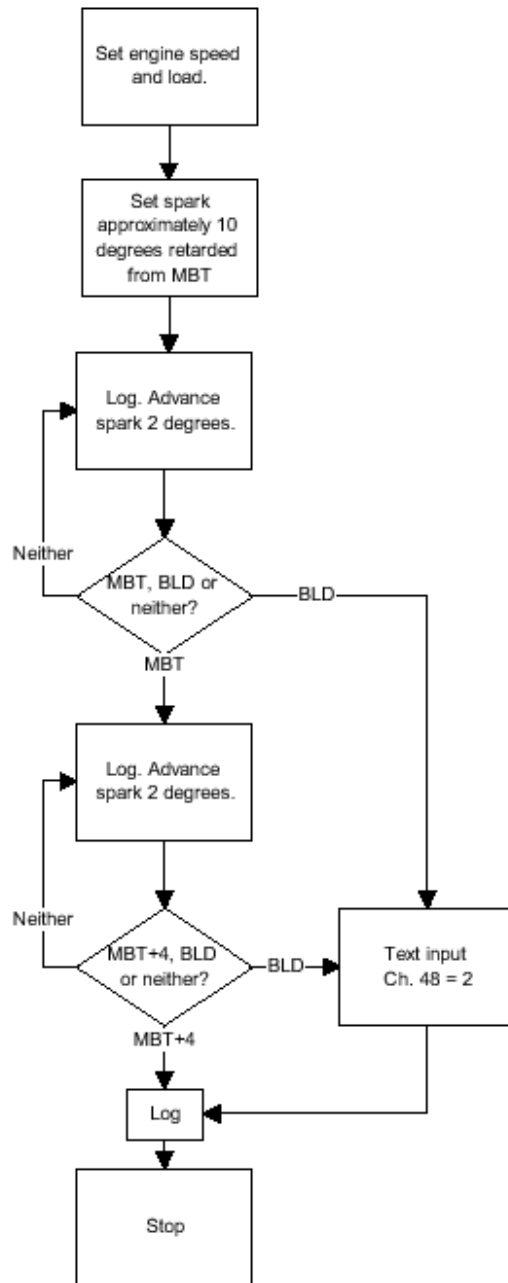 Set engine speed
and load.
Set spark
approximately 10
degrees retarded
from MBT
Log. Advance
spark 2 degrees.
Neither
MBT, BLD or
neither?
BLD
MBT
Log. Advance
spark 2 degrees.
Neither
MBT+4, BLD
or neither?
BLD
Text input
Ch. 48 = 2
MBT+4
Log
Stop